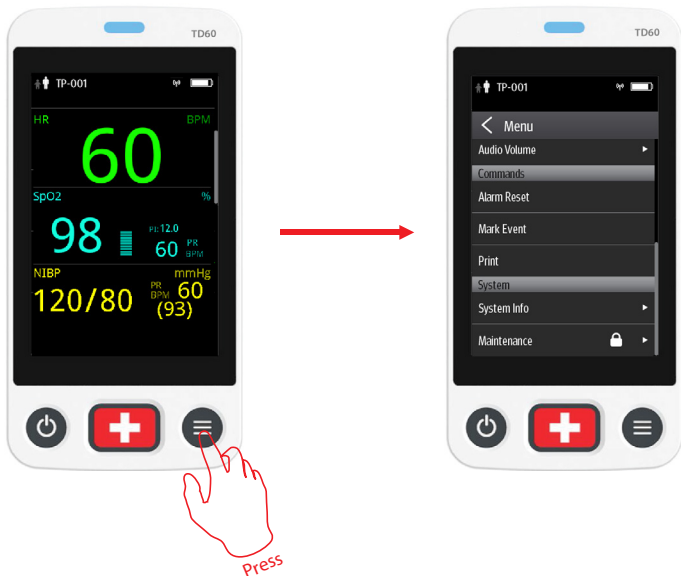 TD60
TP-001
HR BPM
60
SpO2 %
98
PI: 12.0
60 PR BPM
NIBP mmHg
120/80
PR BPM 60
(93)
Press
TD60
TP-001
Menu
Audio Volume
Commands
Alarm Reset
Mark Event
Print
System
System Info
Maintenance